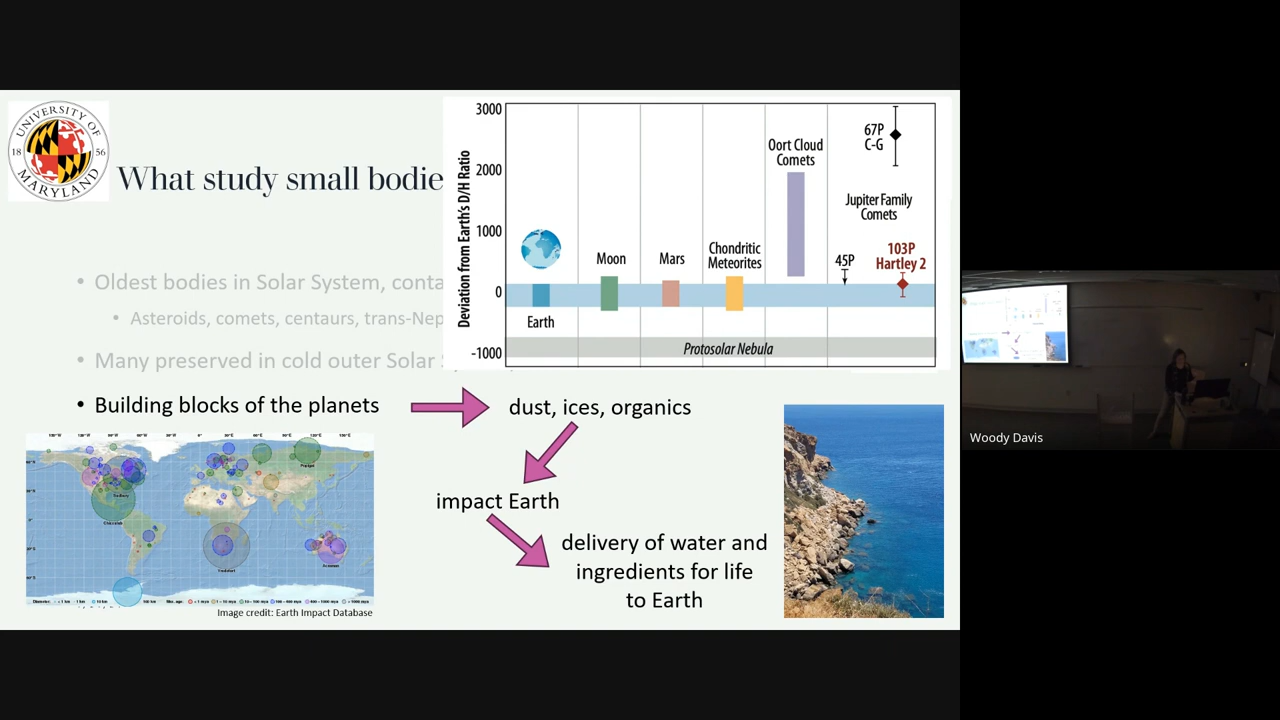 UNIVERSITY OF
18 56
MARYLAND
What study small bodie
Oldest bodies in Solar System, conta
Asteroids, comets, centaurs, trans-Nep
Many preserved in cold outer Solar
Building blocks of the planets
dust, ices, organics
impact Earth
delivery of water and
ingredients for life
to Earth
Image credit: Earth Impact Database
Deviation from Earth's D/H Ratio
3000
2000
1000
0
-1000
Earth
Moon
Mars
Chondritic
Meteorites
Oort Cloud
Comets
67P
C-G
Jupiter Family
Comets
45P
103P
Hartley 2
Protosolar Nebula
Woody Davis